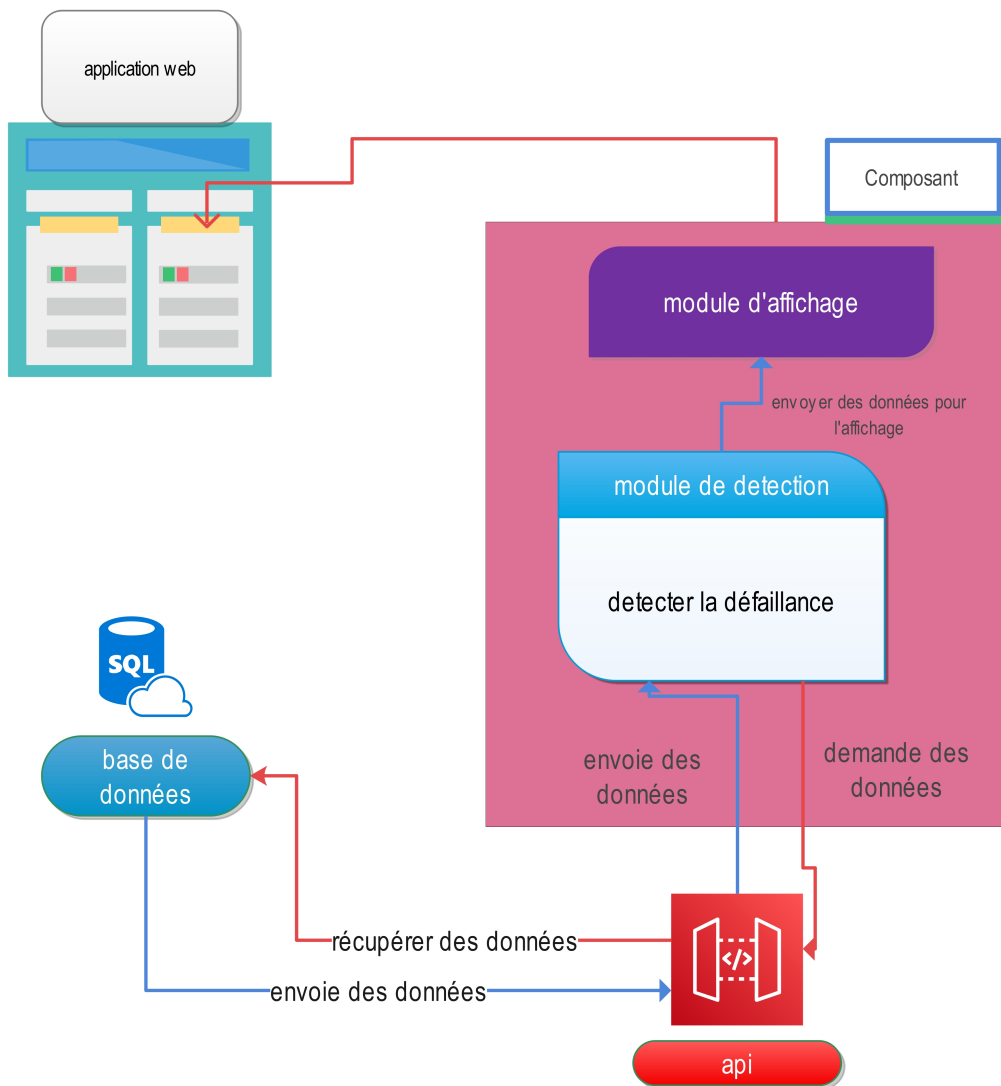 application web
Composant
module d'affichage
envoyer des données pour
l'affichage
module de detection
detecter la défaillance
SQL
base de
données
envoie des
données
demande des
données
récupérer des données
envoie des données
</>
api